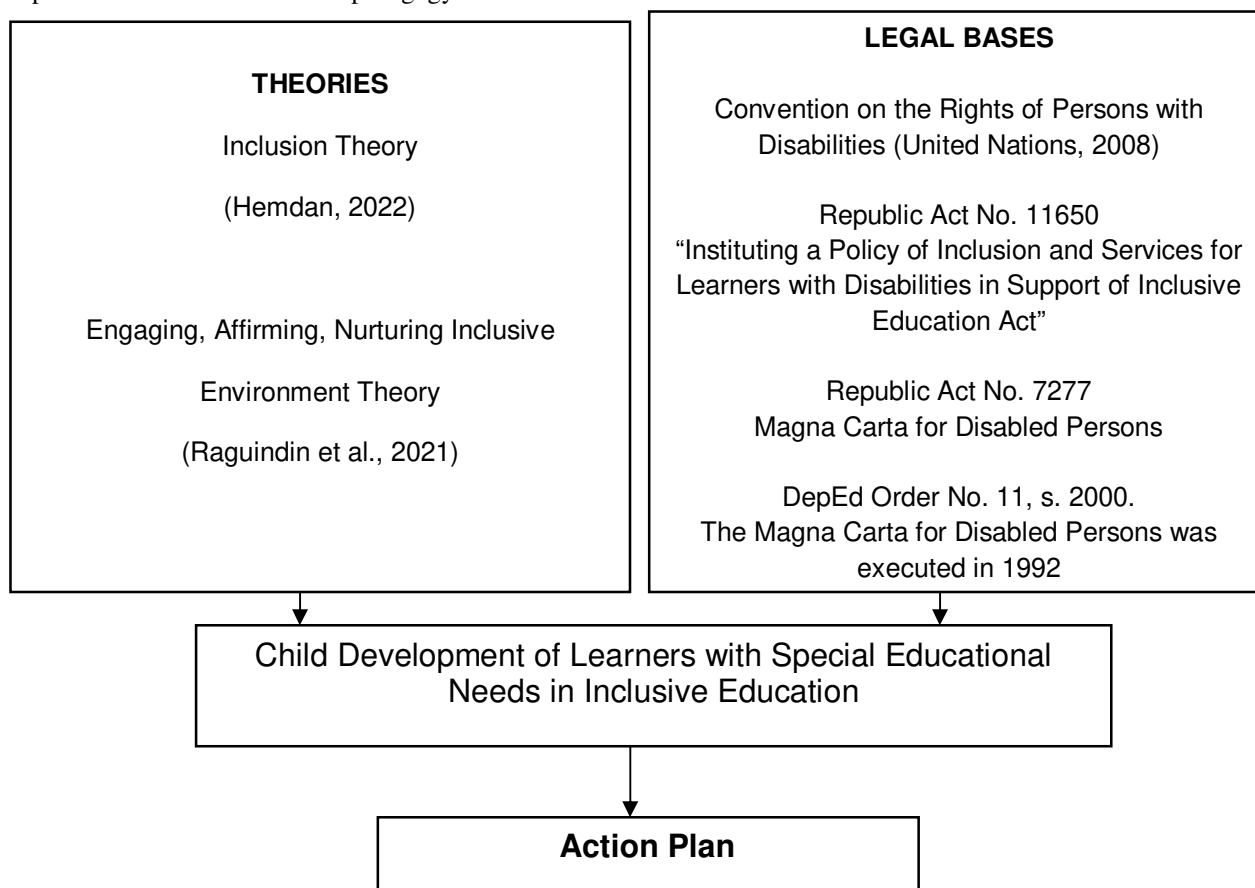 THEORIES
Inclusion Theory
(Hemdan, 2022)
Engaging, Affirming, Nurturing Inclusive
Environment Theory
(Raguindin et al., 2021)
LEGAL BASES
Convention on the Rights of Persons with
Disabilities (United Nations, 2008)
Republic Act No. 11650
“Instituting a Policy of Inclusion and Services for
Learners with Disabilities in Support of Inclusive
Education Act”
Republic Act No. 7277
Magna Carta for Disabled Persons
DepEd Order No. 11, s. 2000.
The Magna Carta for Disabled Persons was
executed in 1992
Child Development of Learners with Special Educational
Needs in Inclusive Education
Action Plan